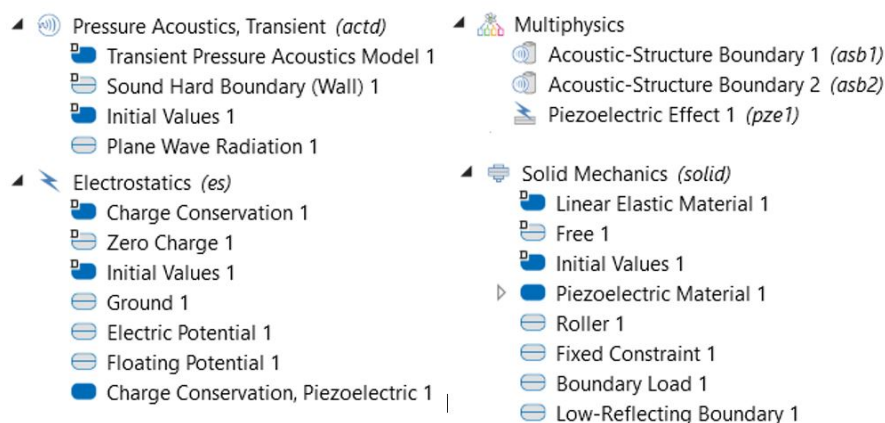 Pressure Acoustics, Transient (actd)
Transient Pressure Acoustics Model 1
Sound Hard Boundary (Wall) 1
Initial Values 1
Plane Wave Radiation 1
Electrostatics (es)
Charge Conservation 1
Zero Charge 1
Initial Values 1
Ground 1
Electric Potential 1
Floating Potential 1
Charge Conservation, Piezoelectric 1
Multiphysics
Acoustic-Structure Boundary 1 (asb1)
Acoustic-Structure Boundary 2 (asb2)
Piezoelectric Effect 1 (pze1)
Solid Mechanics (solid)
Linear Elastic Material 1
Free 1
Initial Values 1
Piezoelectric Material 1
Roller 1
Fixed Constraint 1
Boundary Load 1
Low-Reflecting Boundary 1